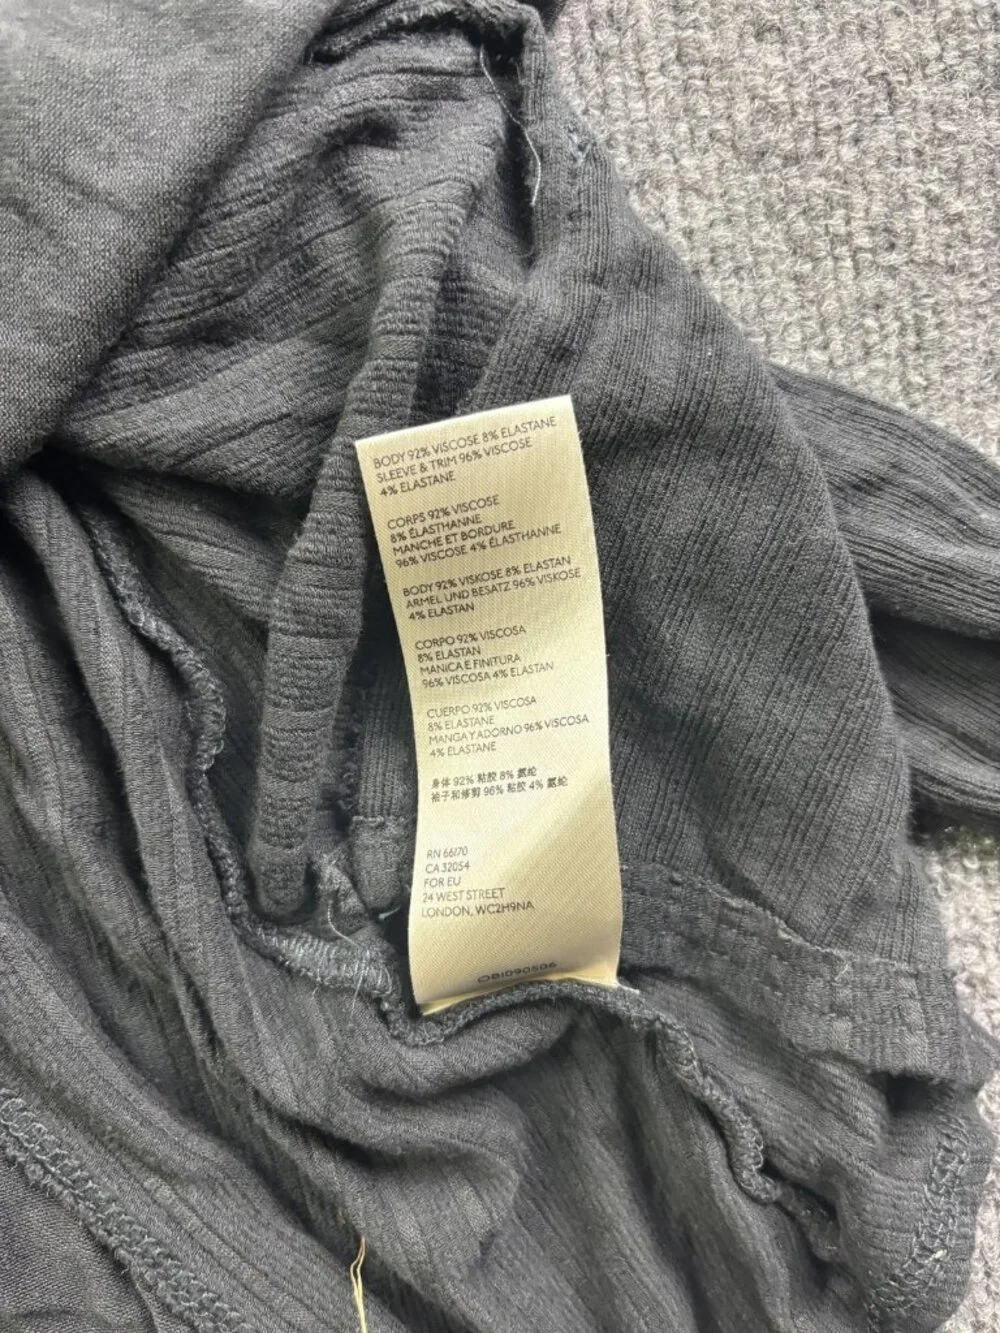 BODY 92% VISCOSE 8% ELASTANE
SLEEVE & TRIM 96% VISCOSE
4% ELASTANE
CORPS 92% VISCOSE
8% ÉLASTHANNE
MANCHE ET BORDURE
96% VISCOSE 4% ÉLASTHANNE
BODY 92% VISKOSE 8% ELASTAN
ARMEL UND BESATZ 96% VISKOSE
4% ELASTAN
CORPO 92% VISCOSA
8% ELASTAN
MANICA E FINITURA
96% VISCOSA 4% ELASTAN
CUERPO 92% VISCOSA
8% ELASTANE
MANGA Y ADORNO 96% VISCOSA
4% ELASTANE
身体 92% 粘胶 8% 氨纶
袖子和修剪 96% 粘胶 4% 氨纶
RN 66170
CA 32054
FOR EU
24 WEST STREET
LONDON, WC2H9NA
OB1090506